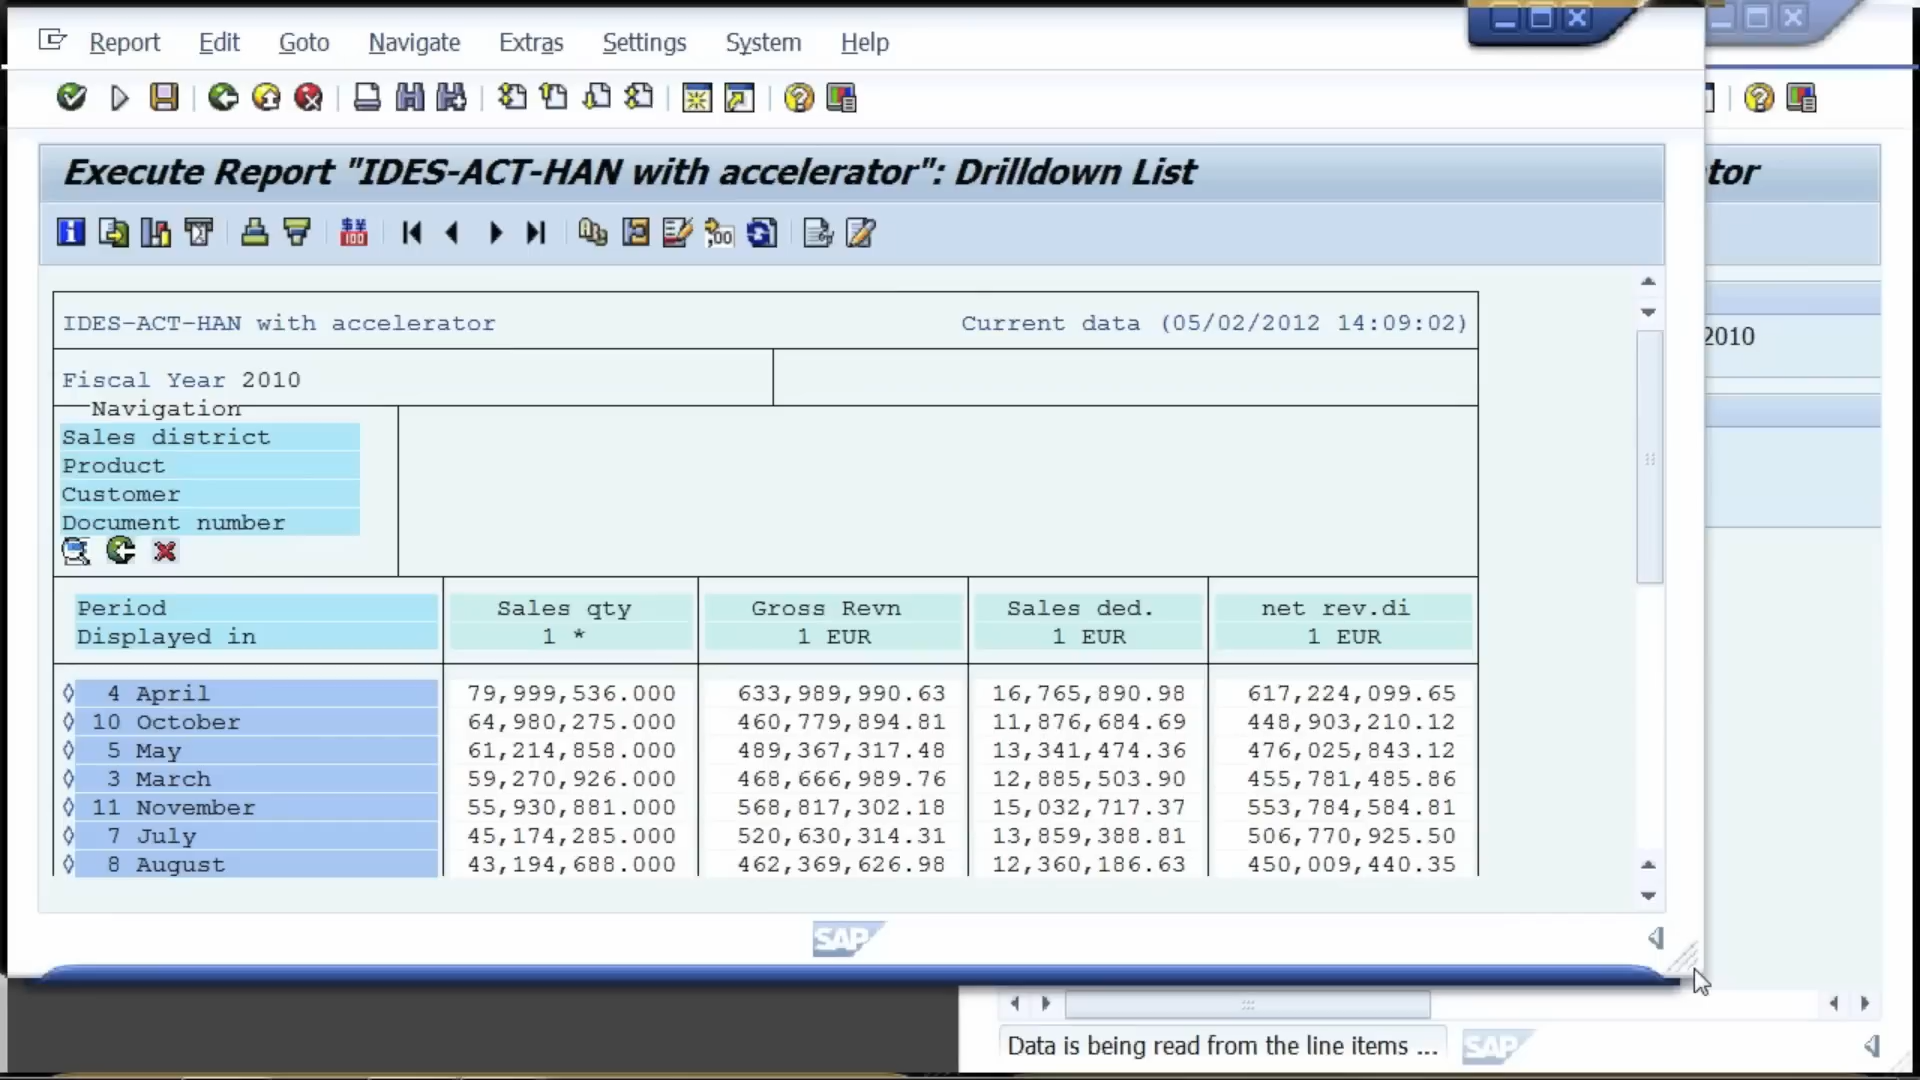 Report Edit Goto Navigate Extras Settings System Help
Execute Report "IDES-ACT-HAN with accelerator": Drilldown List
tor
IDES-ACT-HAN with accelerator Current data (05/02/2012 14:09:02)
2010
Fiscal Year 2010
Navigation
Sales district
Product
Customer
Document number
Period Sales qty Gross Revn Sales ded. net rev.di
Displayed in 1 * 1 EUR 1 EUR 1 EUR
4 April 79,999,536.000 633,989,990.63 16,765,890.98 617,224,099.65
10 October 64,980,275.000 460,779,894.81 11,876,684.69 448,903,210.12
5 May 61,214,858.000 489,367,317.48 13,341,474.36 476,025,843.12
3 March 59,270,926.000 468,666,989.76 12,885,503.90 455,781,485.86
11 November 55,930,881.000 568,817,302.18 15,032,717.37 553,784,584.81
7 July 45,174,285.000 520,630,314.31 13,859,388.81 506,770,925.50
8 August 43,194,688.000 462,369,626.98 12,360,186.63 450,009,440.35
SAP
Data is being read from the line items ... SAP